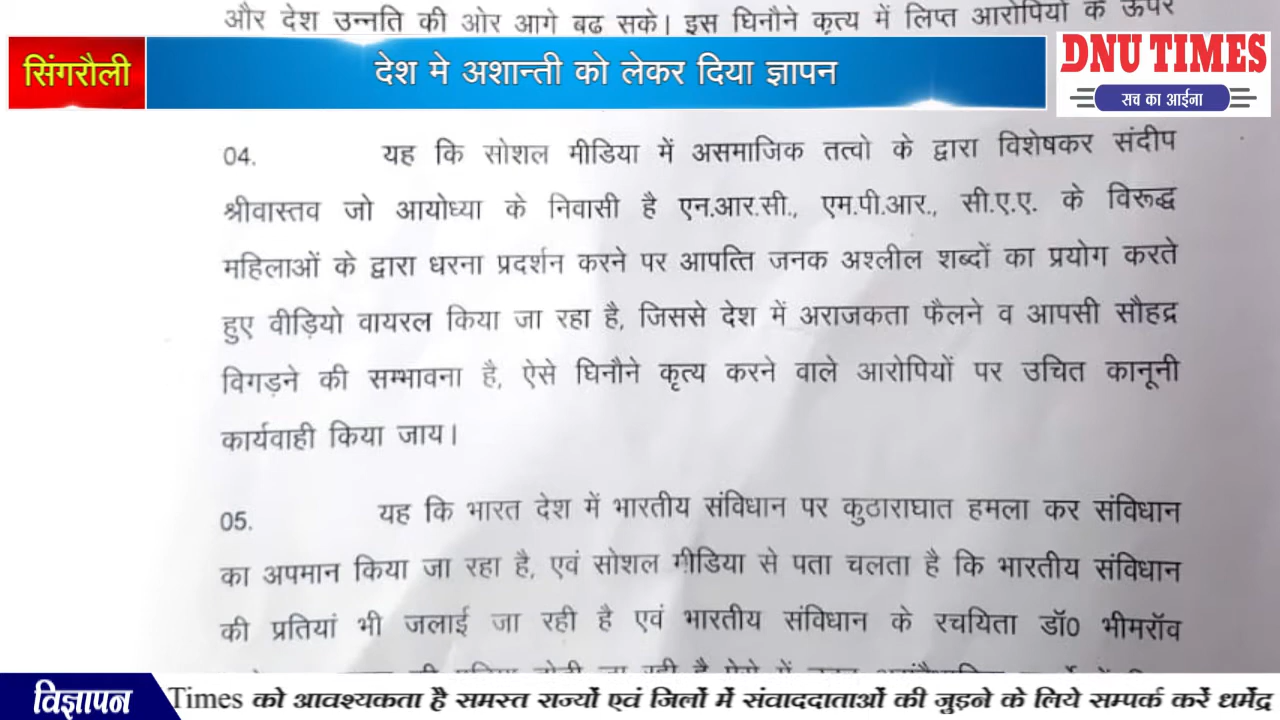 और देश उन्नति की ओर आगे बढ सके। इस घिनौने कृत्य में लिप्त आरोपियों के ऊपर
सिंगरौली
देश मे अशान्ती को लेकर दिया ज्ञापन
DNU TIMES
सच का आईना
04. यह कि सोशल मीडिया में असमाजिक तत्वो के द्वारा विशेषकर संदीप
श्रीवास्तव जो आयोध्या के निवासी है एन.आर.सी., एम.पी.आर., सी.ए.ए. के विरूद्ध
महिलाओं के द्वारा धरना प्रदर्शन करने पर आपत्ति जनक अश्लील शब्दों का प्रयोग करते
हुए वीड़ियो वायरल किया जा रहा है, जिससे देश में अराजकता फैलने व आपसी सौहद्र
विगड़ने की सम्भावना है, ऐसे घिनौने कृत्य करने वाले आरोपियों पर उचित कानूनी
कार्यवाही किया जाय।
05. यह कि भारत देश में भारतीय संविधान पर कुठाराघात हमला कर संविधान
का अपमान किया जा रहा है, एवं सोशल मीडिया से पता चलता है कि भारतीय संविधान
की प्रतियां भी जलाई जा रही है एवं भारतीय संविधान के रचयिता डॉ0 भीमरॉव
विज्ञापन
Times को आवश्यकता है समस्त राज्यों एवं जिलों में संवाददाताओं की जुड़ने के लिये सम्पर्क करें धर्मेंद्र